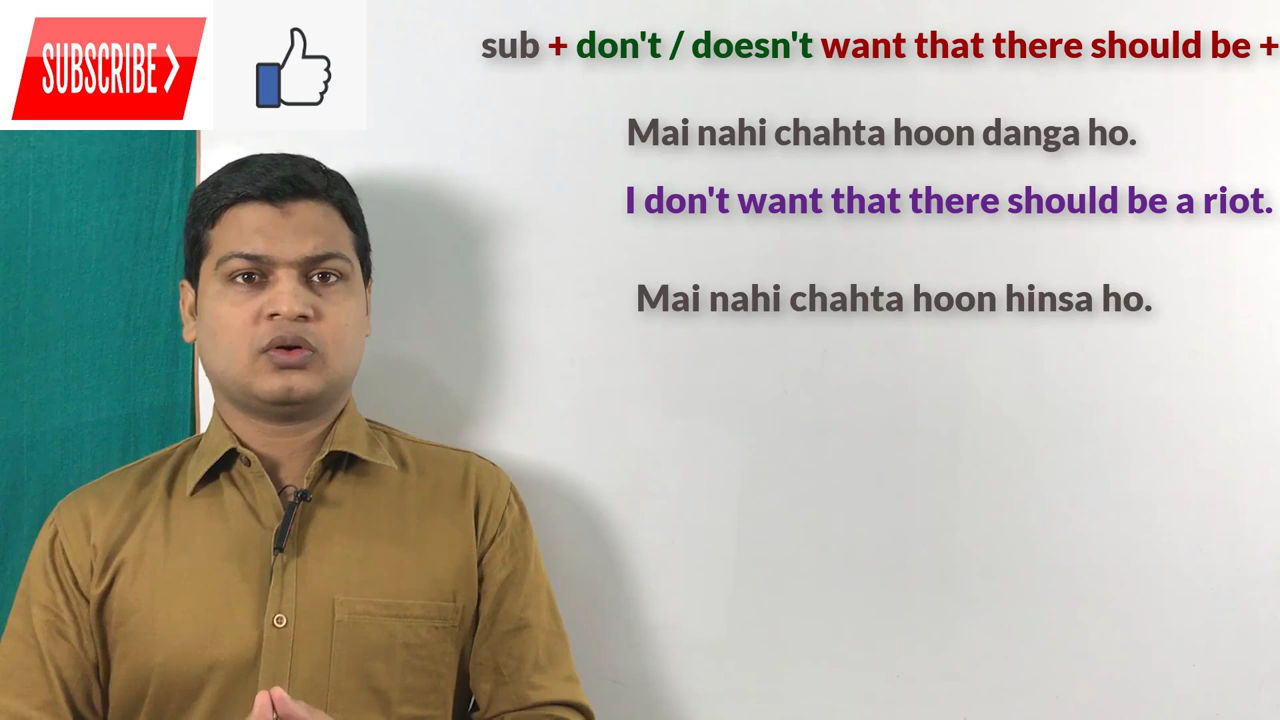 SUBSCRIBE
sub + don't / doesn't want that there should be +
Mai nahi chahta hoon danga ho.
I don't want that there should be a riot.
Mai nahi chahta hoon hinsa ho.